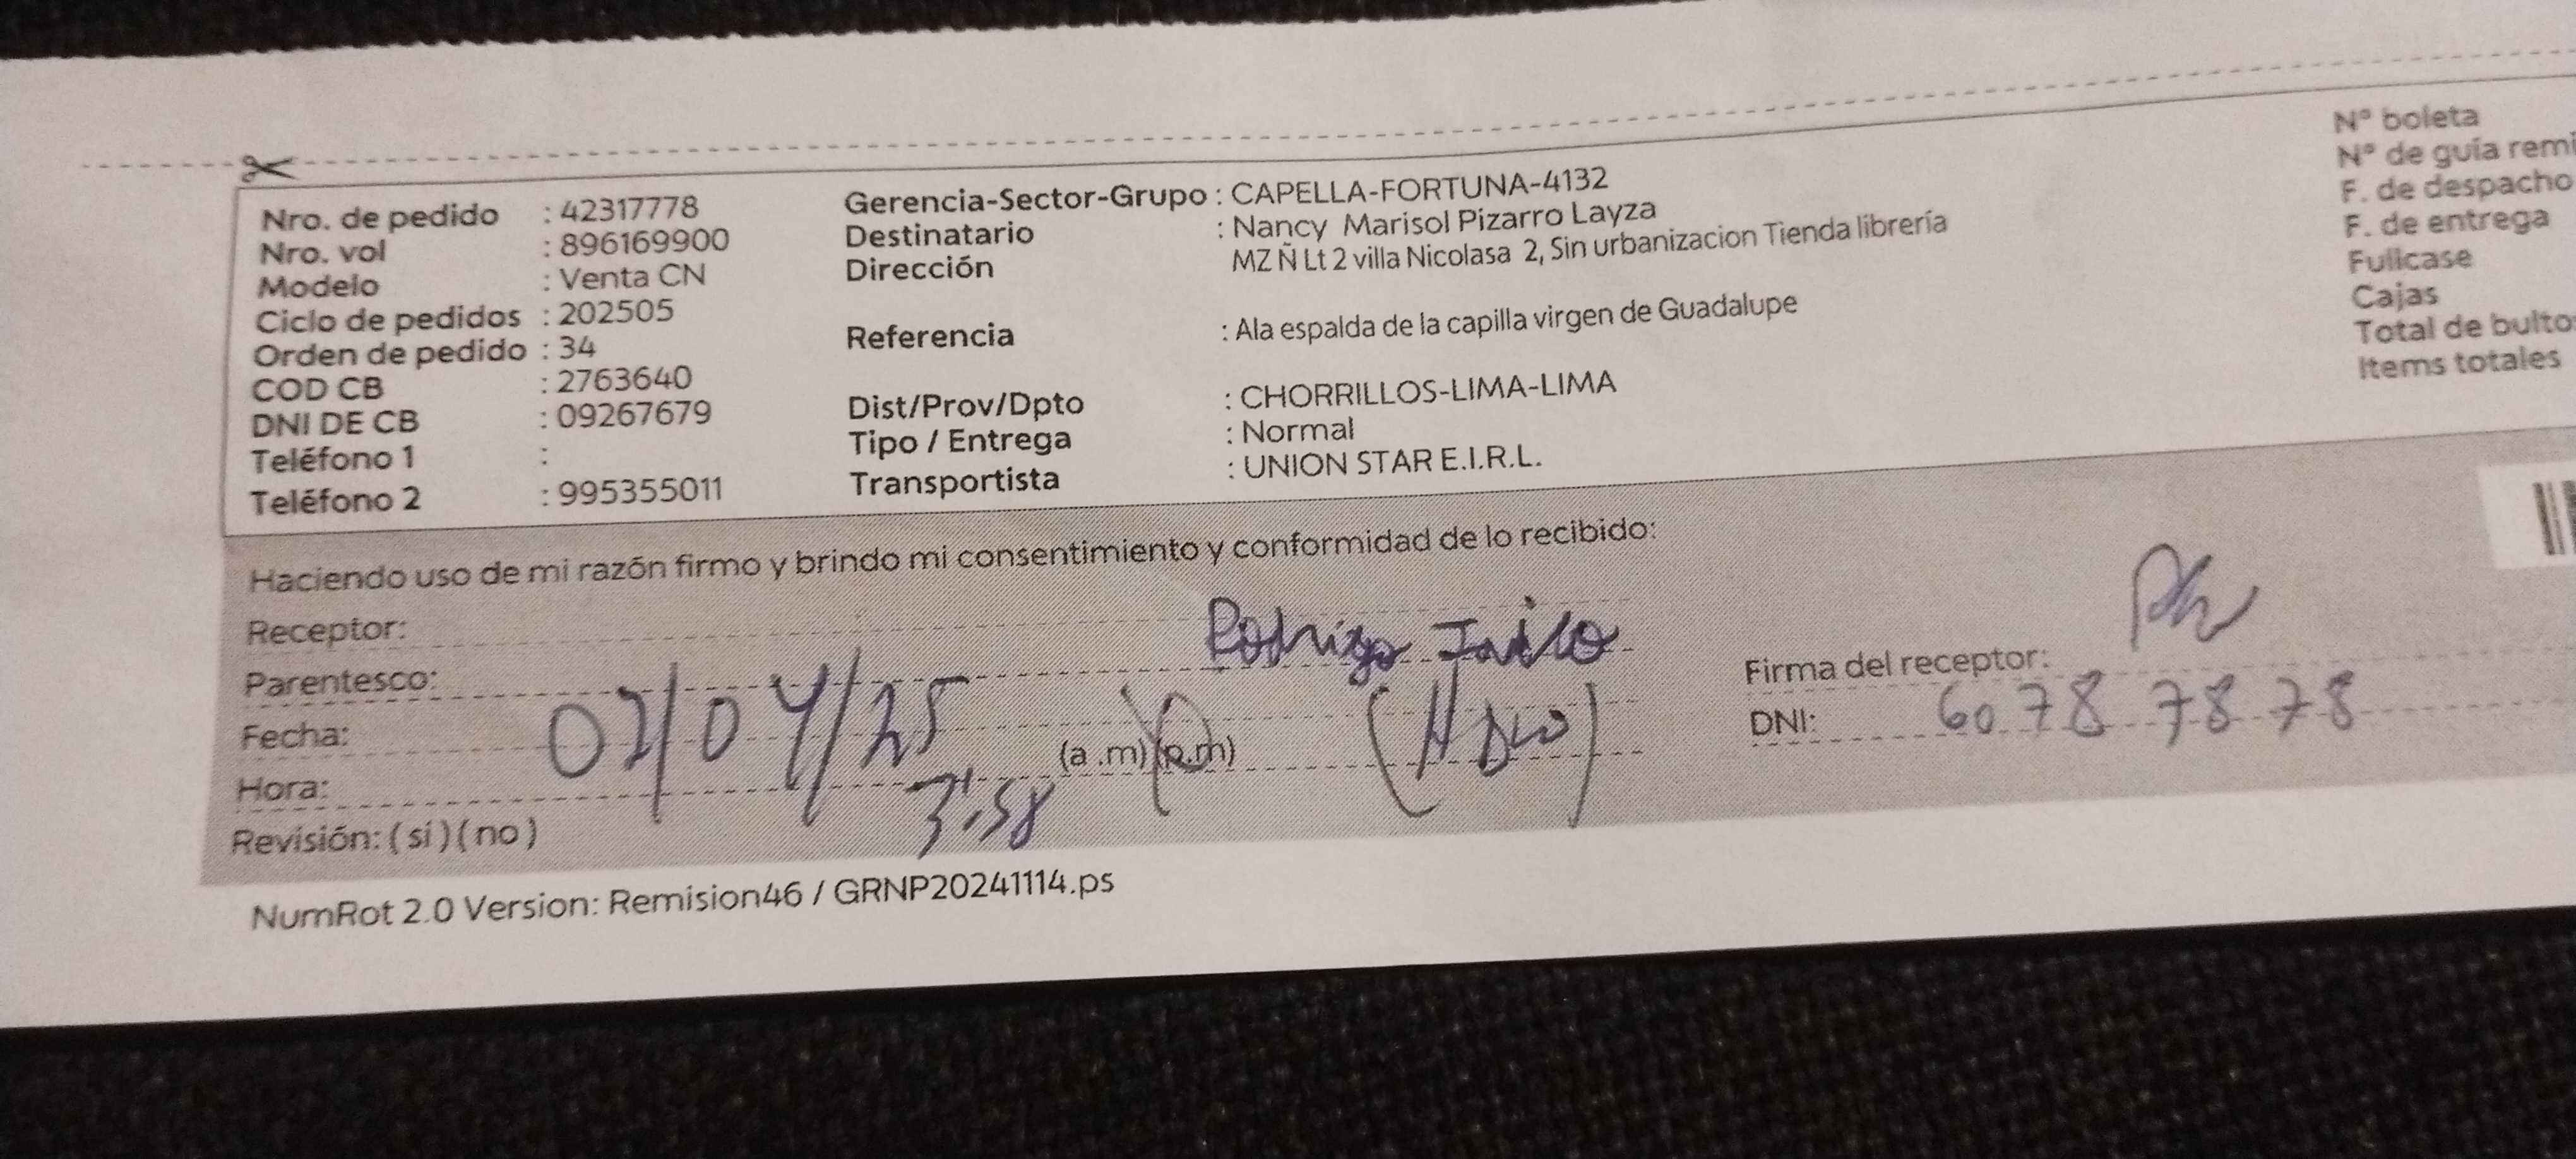 Nro. de pedido : 42317778
Nro. vol : 896169900
Modelo : Venta CN
Ciclo de pedidos : 202505
Orden de pedido : 34
COD CB : 2763640
DNI DE CB : 09267679
Teléfono 1 :
Teléfono 2 : 995355011
Gerencia-Sector-Grupo : CAPELLA-FORTUNA-4132
Destinatario : Nancy Marisol Pizarro Layza
Dirección MZ Ñ Lt 2 villa Nicolasa 2, Sin urbanizacion Tienda librería
Referencia : Ala espalda de la capilla virgen de Guadalupe
Dist/Prov/Dpto : CHORRILLOS-LIMA-LIMA
Tipo / Entrega : Normal
Transportista : UNION STAR E.I.R.L.
N° boleta
N° de guía remi
F. de despacho
F. de entrega
Fullcase
Cajas
Total de bulto
Items totales
Haciendo uso de mi razón firmo y brindo mi consentimiento y conformidad de lo recibido:
Receptor: Rodrigo
Parentesco:
Fecha: 02/04/25
Hora: 3:58 (a .m) (p.m)
Revisión: ( si ) ( no )
Firma del receptor:
DNI: 60 78 78 78
NumRot 2.0 Version: Remision46 / GRNP20241114.ps